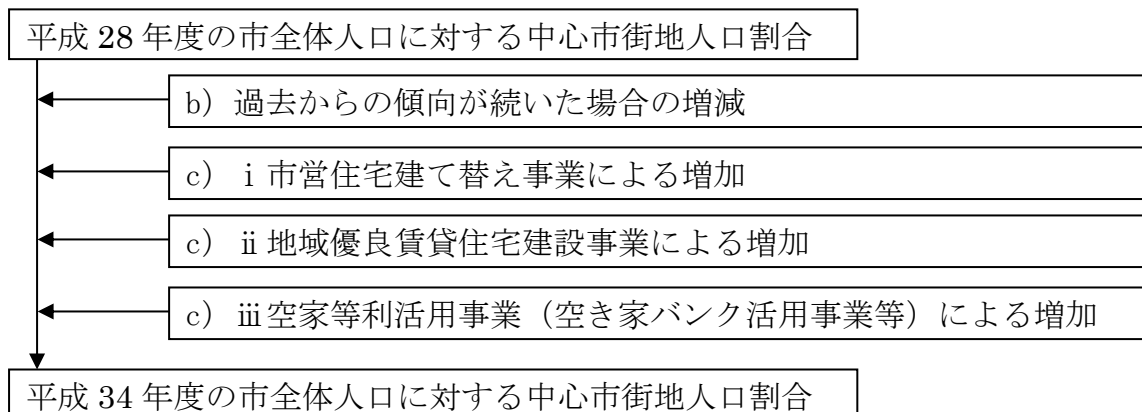 平成 28 年度の市全体人口に対する中心市街地人口割合
b）過去からの傾向が続いた場合の増減
c） ⅰ市営住宅建て替え事業による増加
c） ⅱ地域優良賃貸住宅建設事業による増加
c） ⅲ空家等利活用事業（空き家バンク活用事業等）による増加
平成 34 年度の市全体人口に対する中心市街地人口割合